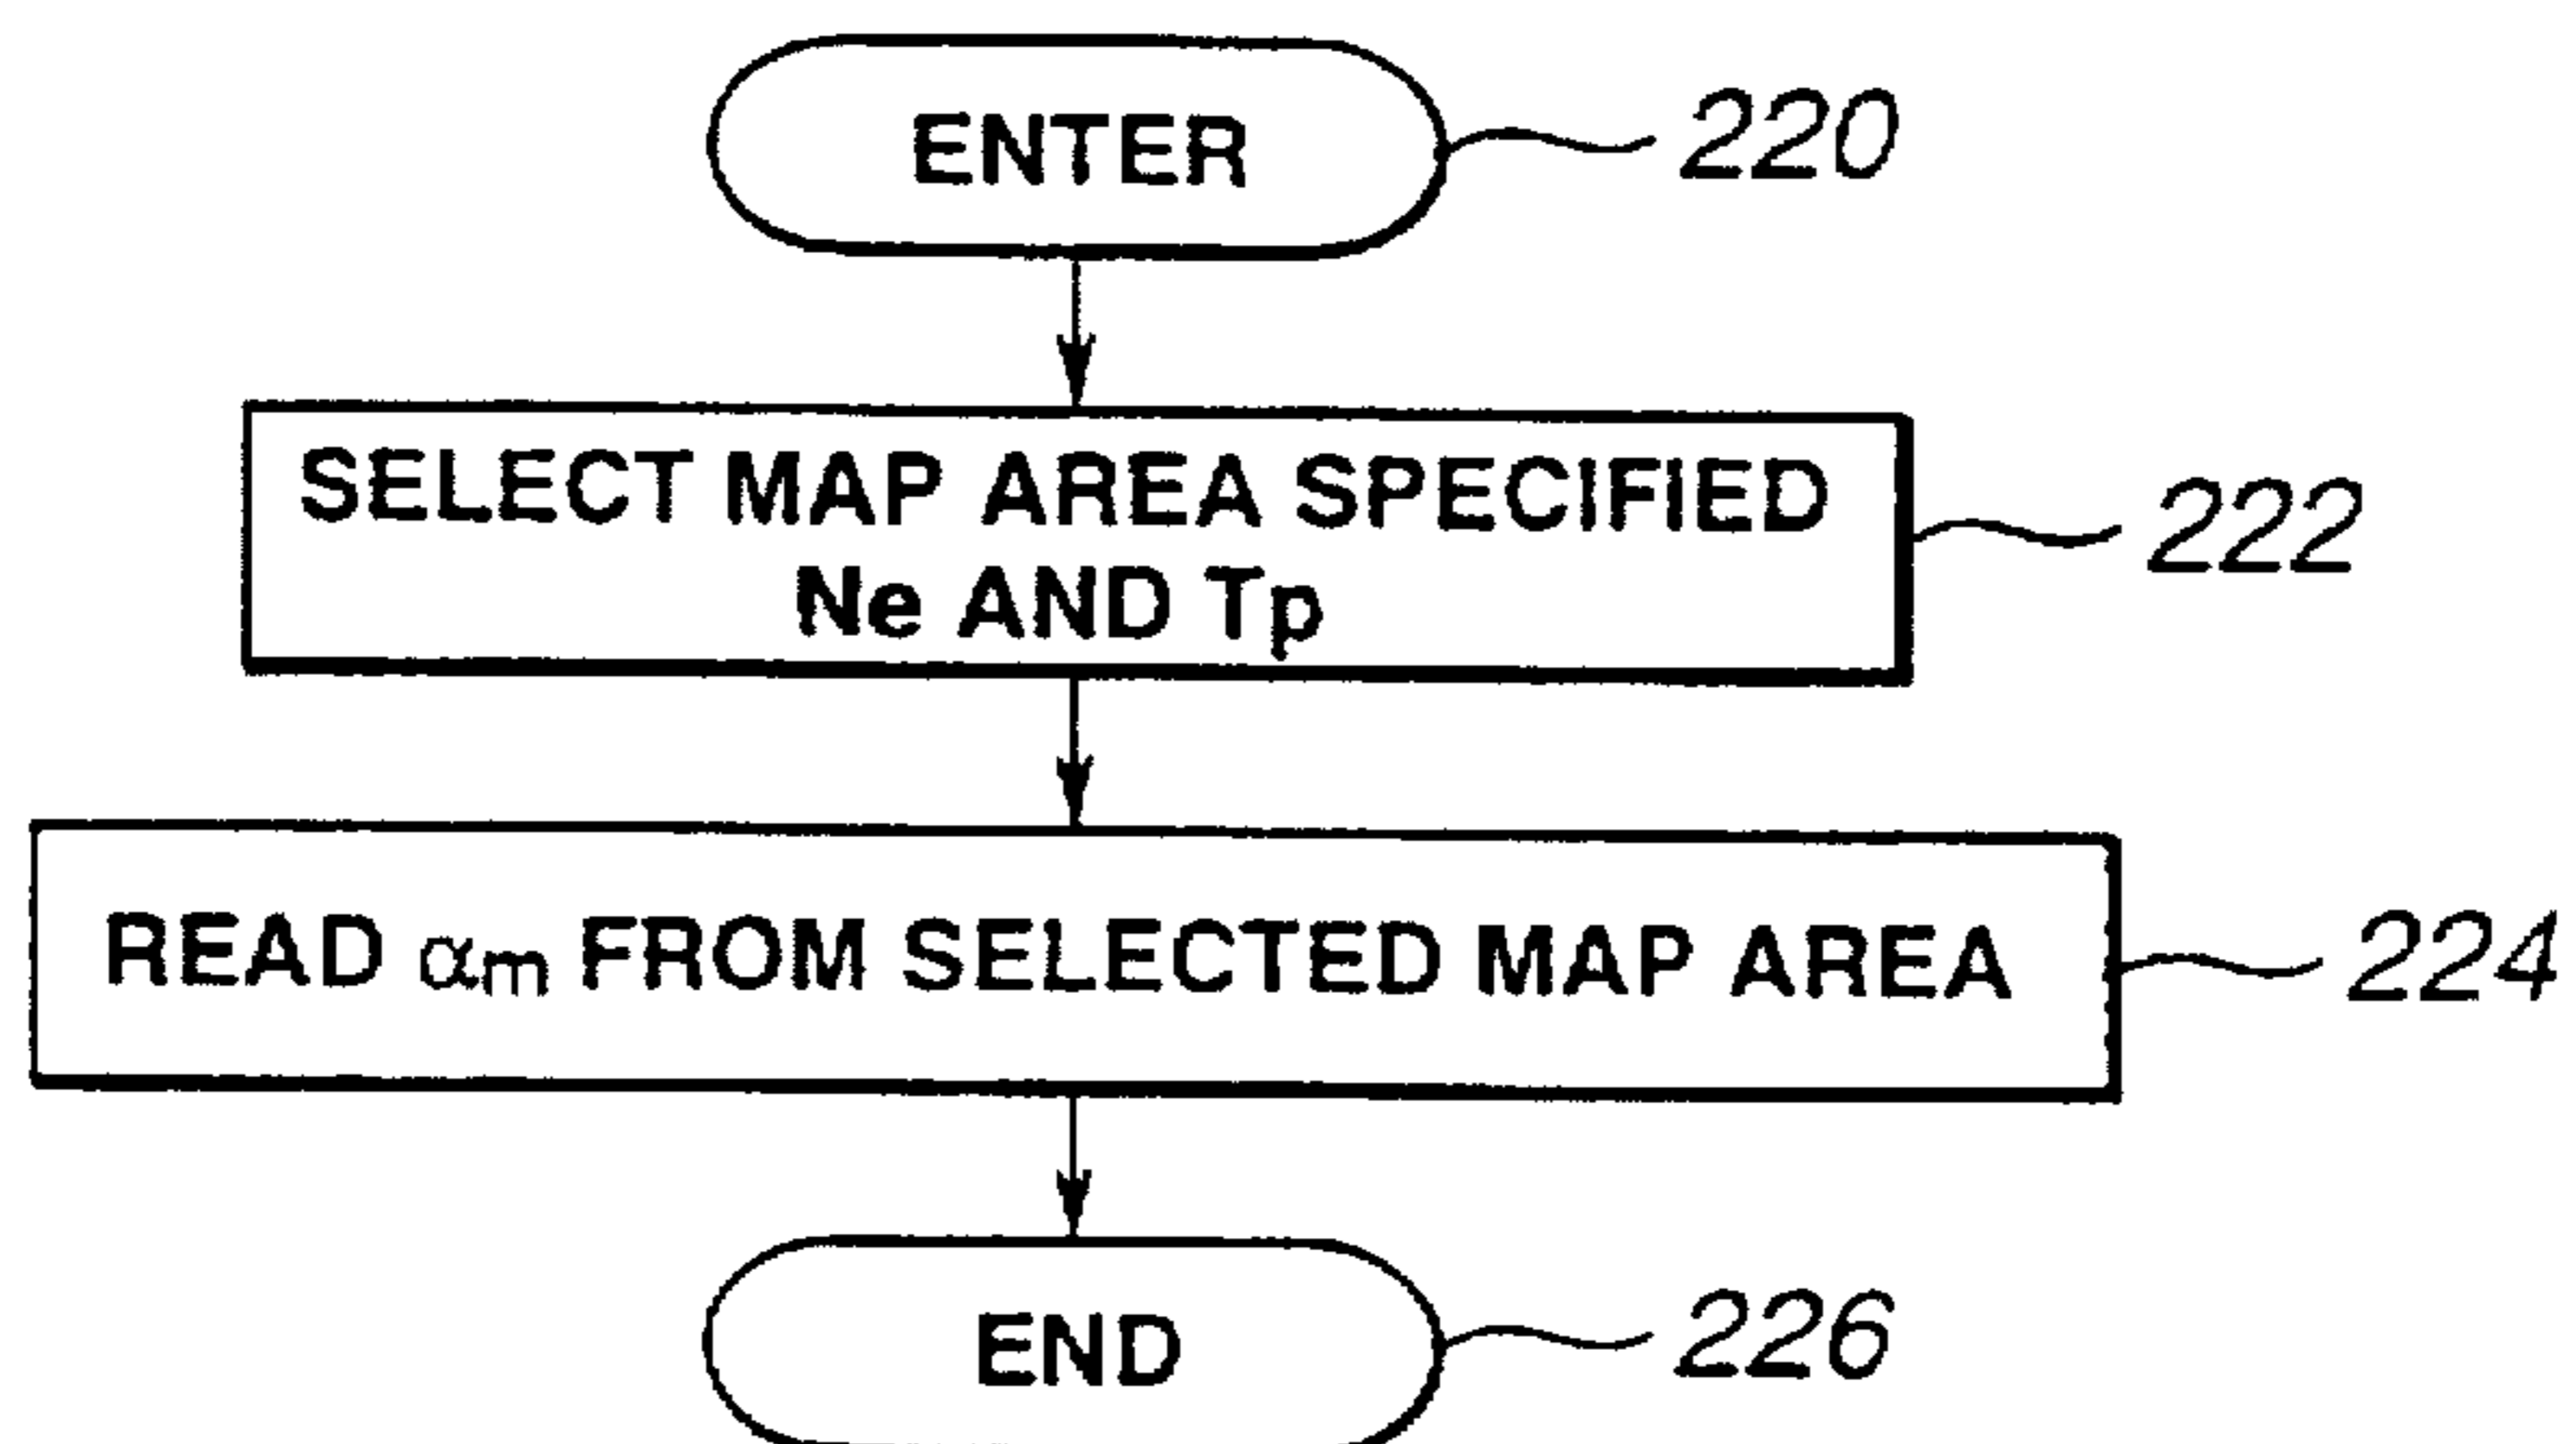 ENTER
220
SELECT MAP AREA SPECIFIED
Ne AND Tp
222
READ αm FROM SELECTED MAP AREA
224
END
226